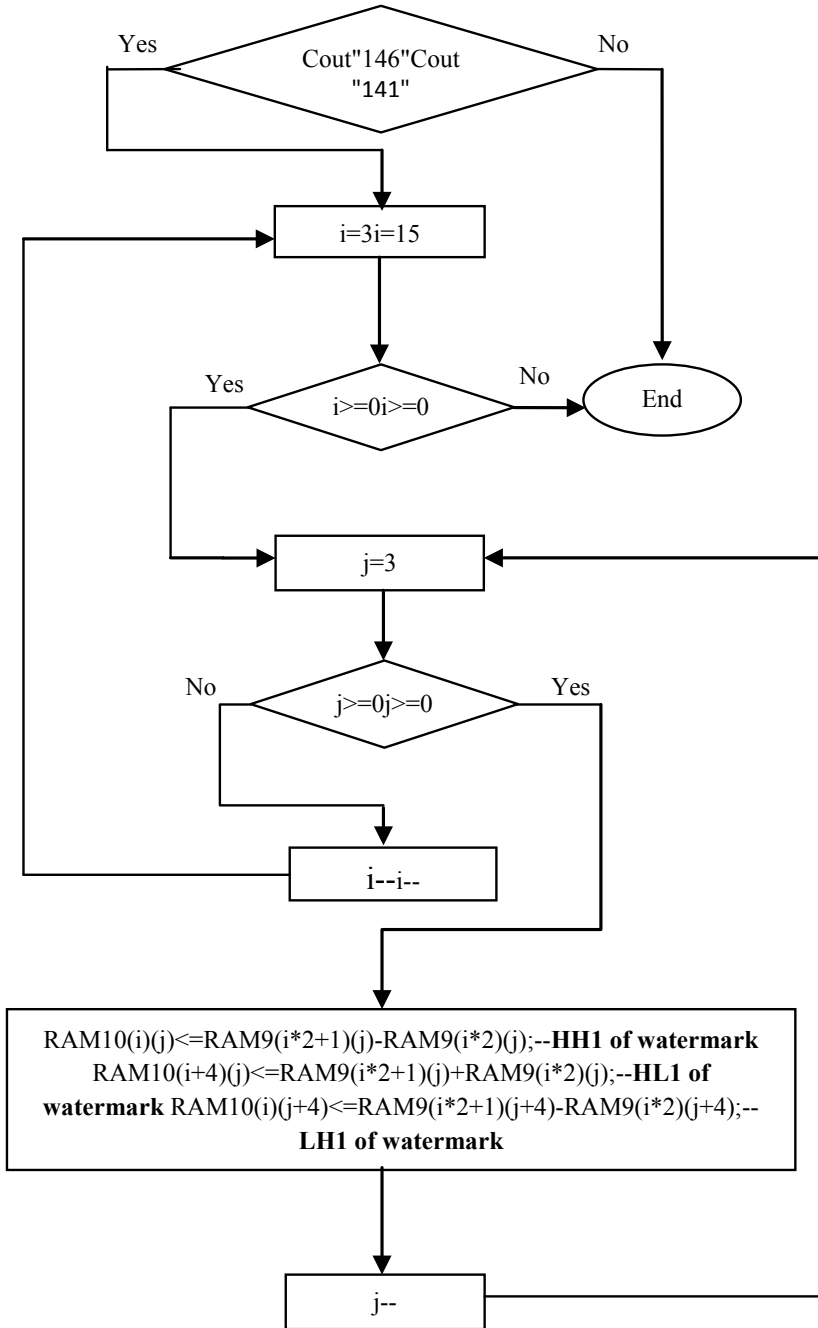 Yes
No
Cout"146"Cout
"141"
i=3i=15
Yes
No
i>=0i>=0
End
j=3
No
Yes
j>=0j>=0
i--i--
RAM10(i)(j)<=RAM9(i*2+1)(j)-RAM9(i*2)(j);--HH1 of watermark
RAM10(i+4)(j)<=RAM9(i*2+1)(j)+RAM9(i*2)(j);--HL1 of
watermark RAM10(i)(j+4)<=RAM9(i*2+1)(j+4)-RAM9(i*2)(j+4);--
LH1 of watermark
j--